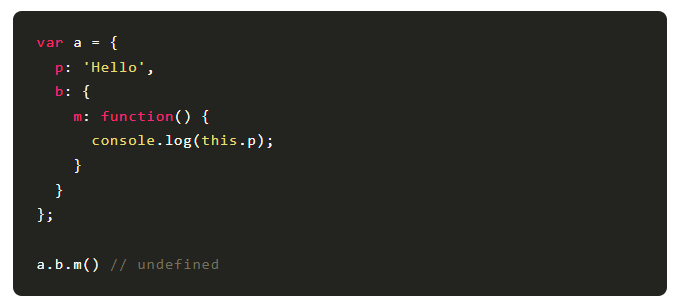 var a = {
  p: 'Hello',
  b: {
    m: function() {
      console.log(this.p);
    }
  }
};

a.b.m() // undefined